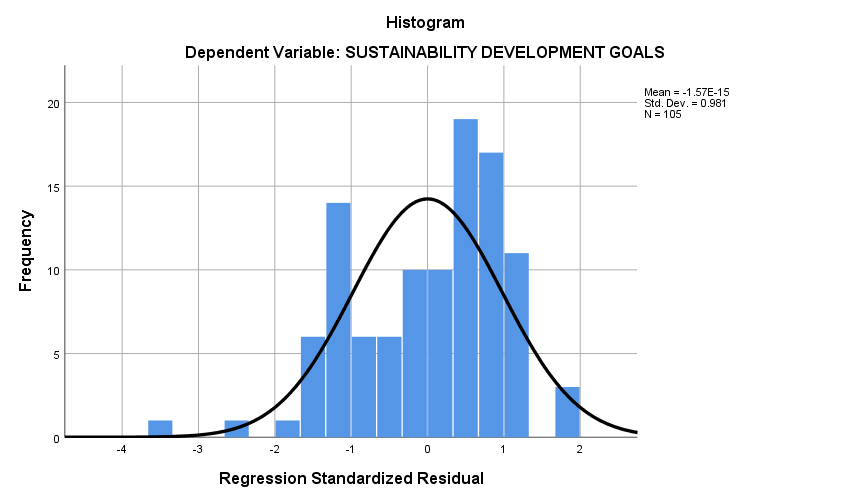 Histogram
Dependent Variable: SUSTAINABILITY DEVELOPMENT GOALS
Mean = -1.57E-15
Std. Dev. = 0.981
N = 105
Frequency
20
15
10
5
0
-4 -3 -2 -1 0 1 2
Regression Standardized Residual